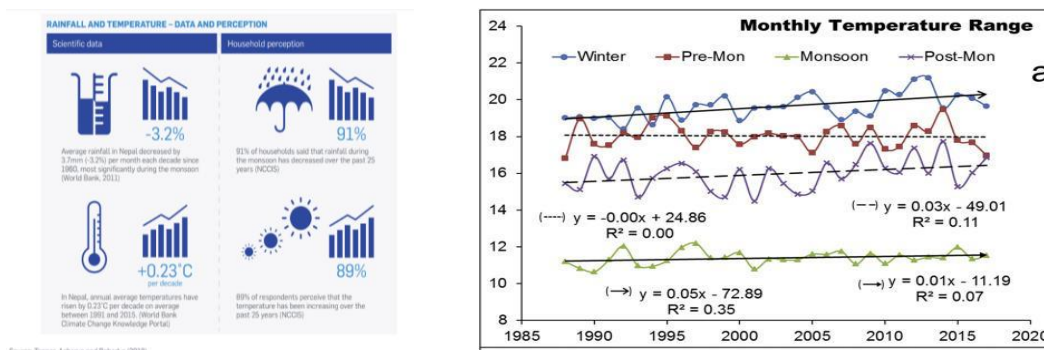 RAINFALL AND TEMPERATURE – DATA AND PERCEPTION
Scientific data
Household perception
-3.2%
91%
Average rainfall in Nepal decreased by
3.7mm (-3.2%) per month each decade since
1980, most significantly during the monsoon
(World Bank, 2011)
91% of households said that rainfall during
the monsoon has decreased over the past 25
years (NCCIS)
+0.23°C
per decade
89%
In Nepal, annual average temperatures have
risen by 0.23°C per decade on average
between 1981 and 2015. (World Bank
Climate Change Knowledge Portal)
89% of respondents perceive that the
temperature has been increasing over the
past 25 years (NCCIS)
Monthly Temperature Range
Winter
Pre-Mon
Monsoon
Post-Mon
a
24
22
20
18
16
14
12
10
8
y = -0.00x + 24.86
R² = 0.00
y = 0.03x - 49.01
R² = 0.11
y = 0.05x - 72.89
R² = 0.35
y = 0.01x - 11.19
R² = 0.07
1985
1990
1995
2000
2005
2010
2015
2020